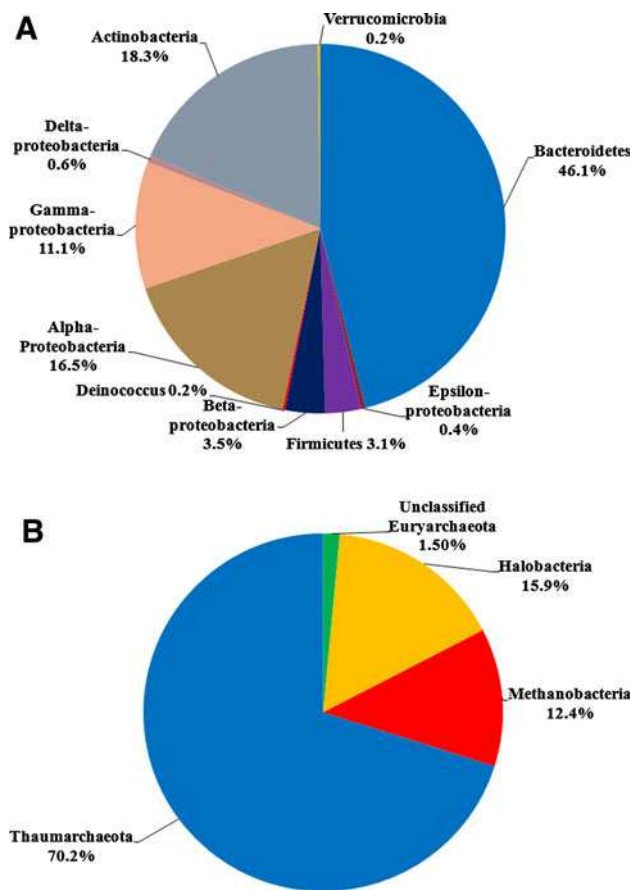 A
Verrucomicrobia
0.2%
Actinobacteria
18.3%
Delta-
proteobacteria
0.6%
Bacteroidetes
46.1%
Gamma-
proteobacteria
11.1%
Alpha-
Proteobacteria
16.5%
Deinococcus 0.2%
Beta-
proteobacteria
3.5%
Firmicutes 3.1%
Epsilon-
proteobacteria
0.4%
B
Unclassified
Euryarchaeota
1.50%
Halobacteria
15.9%
Methanobacteria
12.4%
Thaumarchaeota
70.2%